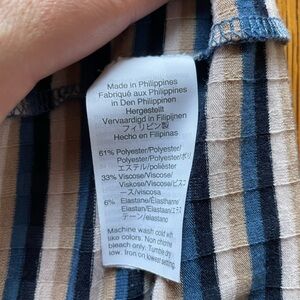 Made in Philippines
Fabriqué aux Philippines
In Den Philippinen
Hergestellt
Vervaardigd in Filipijnen
フィリピン製
Hecho en Filipinas
61% Polyester/Polyester/
Polyester/Polyester/ポリ
エステル/poliéster
33% Viscose/Viscose/
Viskose/Viscose/ビスコ
ース/viscosa
6% Elastane/Elasthanne/
Elastan/Elastaan/エラス
テーン/elastano
Machine wash cold with
like colors. Non chlorine
bleach only. Tumble dry
low. Iron on lowest setting